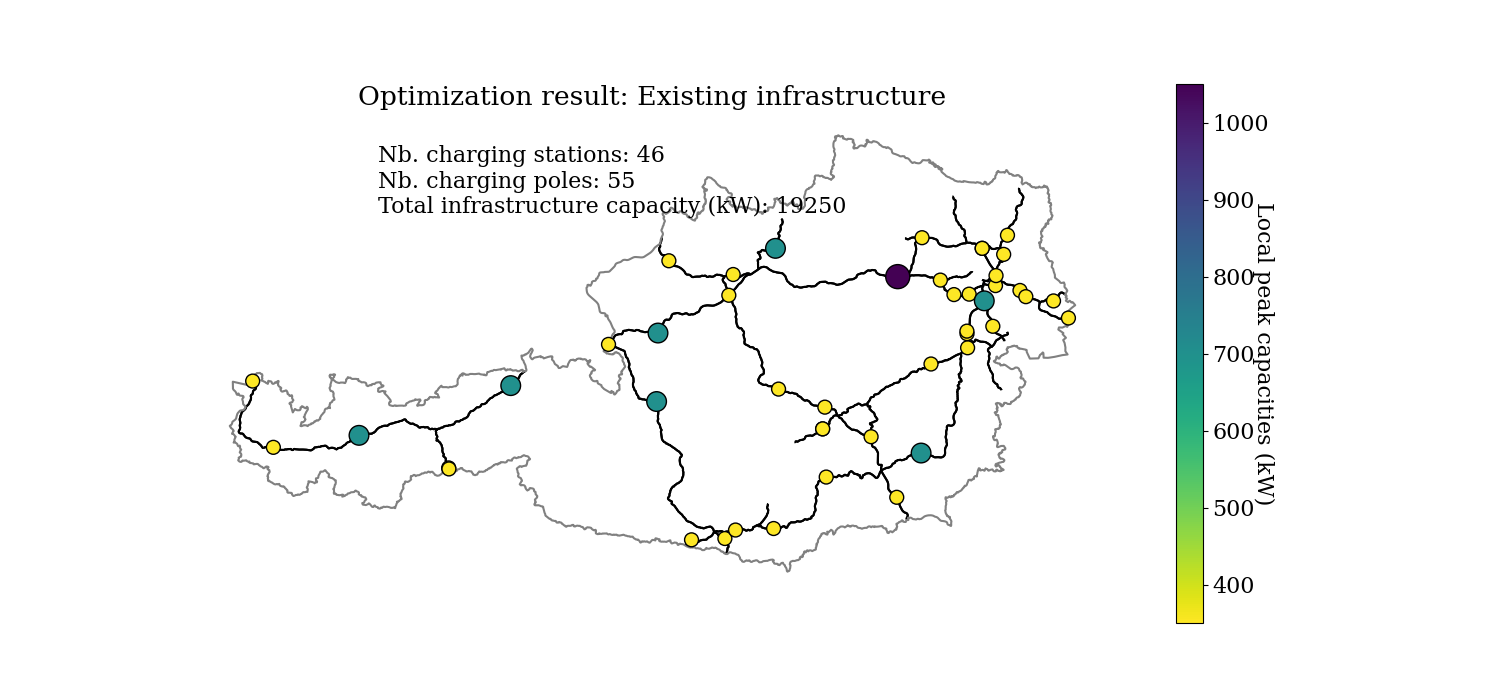 Optimization result: Existing infrastructure
Nb. charging stations: 46
Nb. charging poles: 55
Total infrastructure capacity (kW): 19250
1000
900
800
700
600
500
400
Local peak capacities (kW)